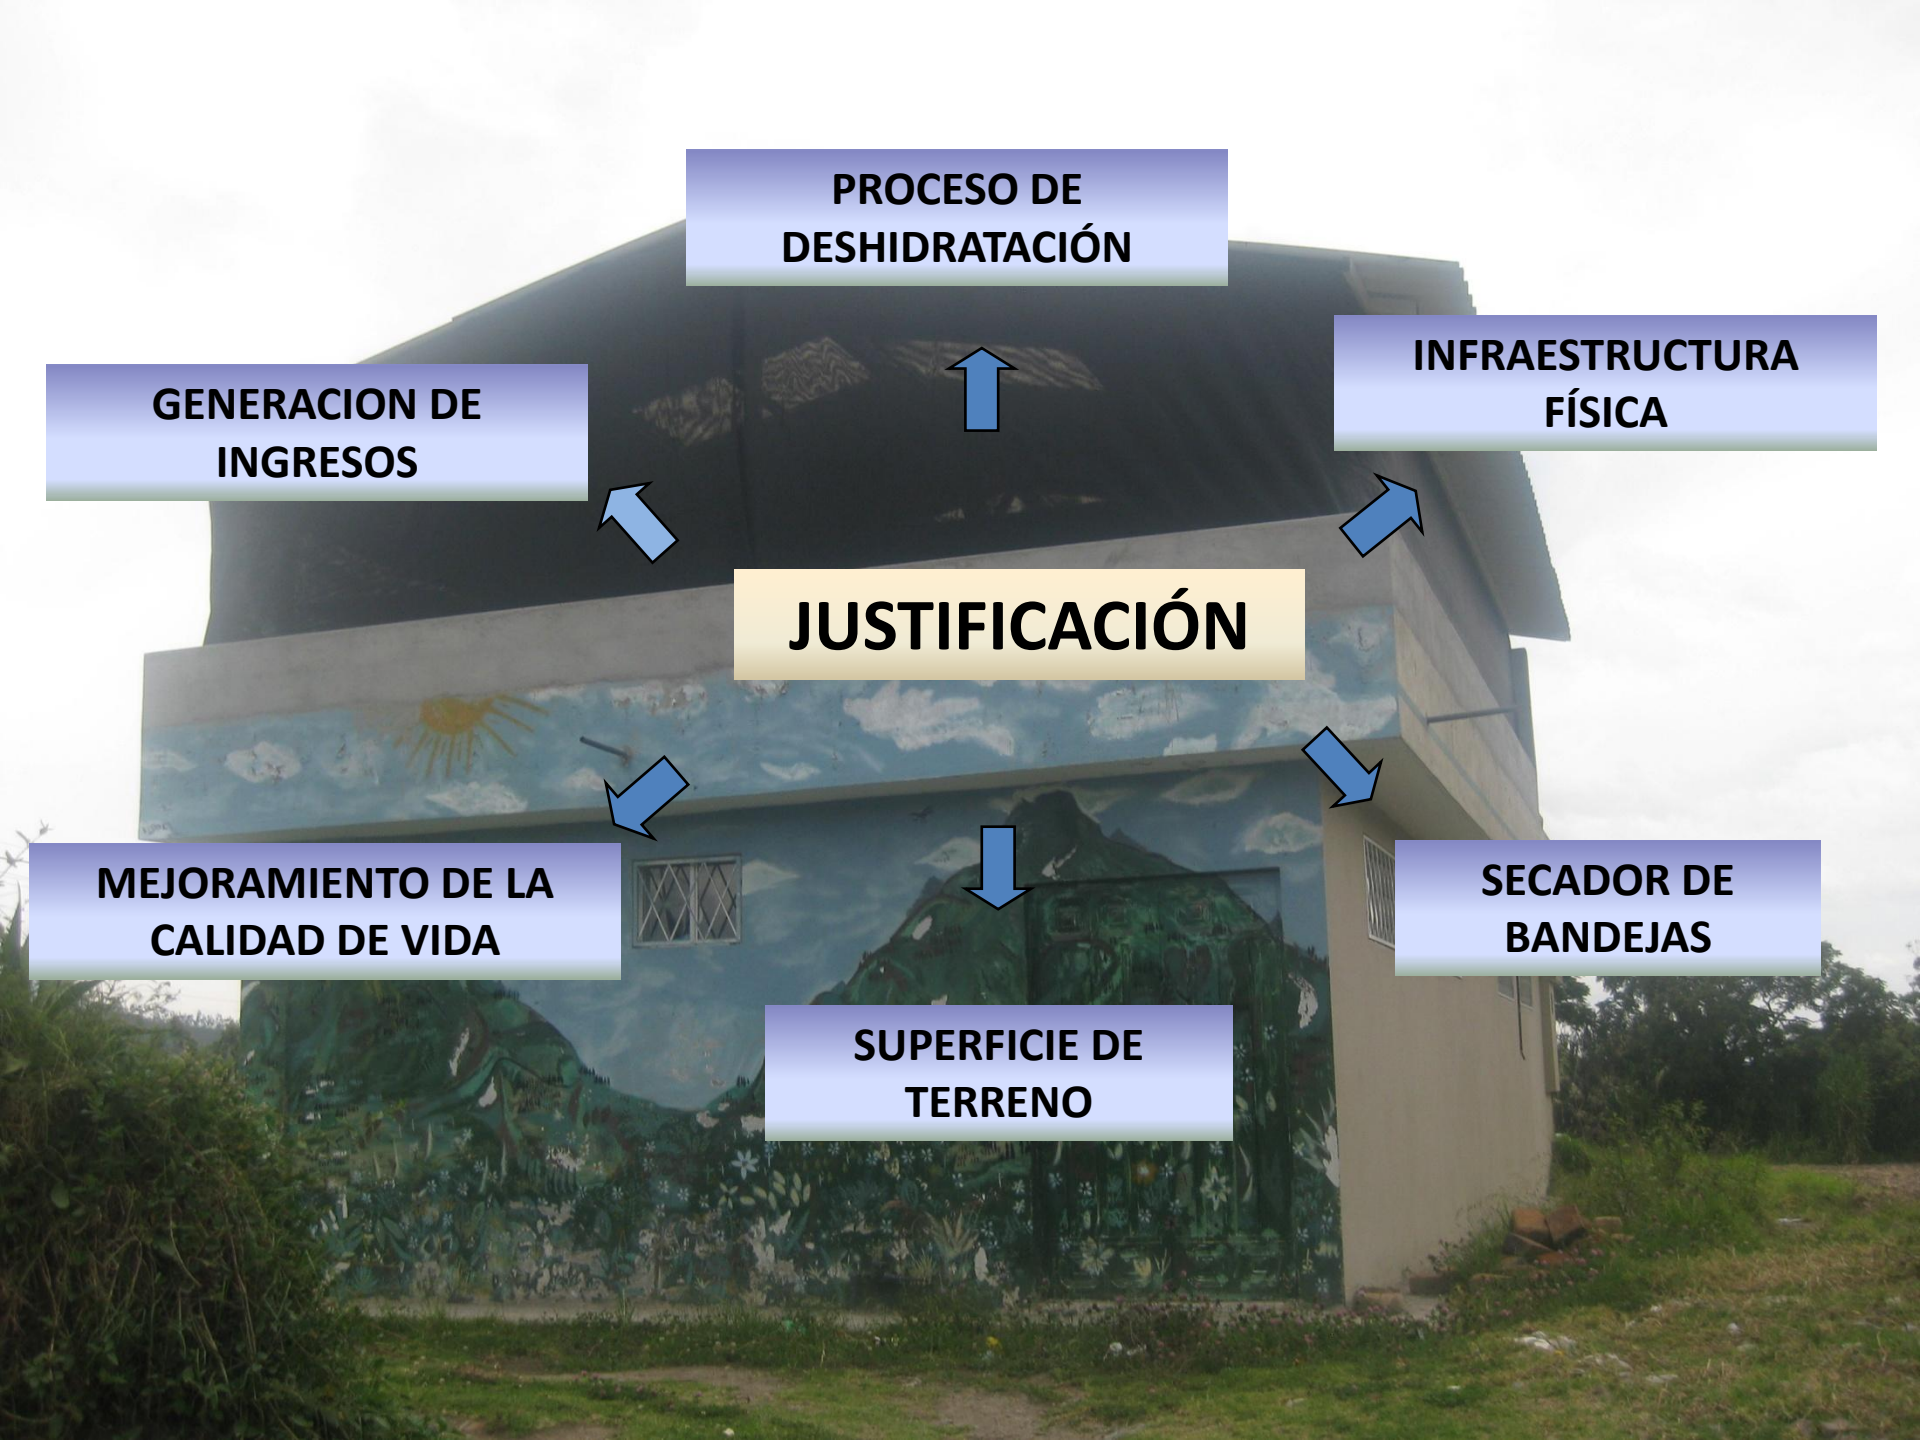 PROCESO DE
DESHIDRATACIÓN
INFRAESTRUCTURA
FÍSICA
GENERACION DE
INGRESOS
JUSTIFICACIÓN
MEJORAMIENTO DE LA
CALIDAD DE VIDA
SECADOR DE
BANDEJAS
SUPERFICIE DE
TERRENO